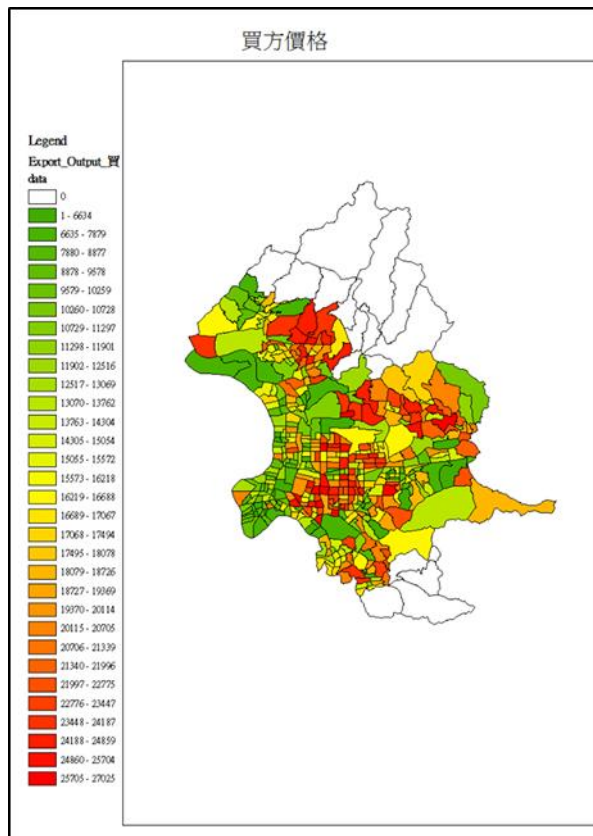 買方價格
Legend
Export_Output_買
data
0
1 - 6634
6635 - 7879
7880 - 8877
8878 - 9578
9579 - 10259
10260 - 10728
10729 - 11297
11298 - 11901
11902 - 12516
12517 - 13069
13070 - 13762
13763 - 14304
14305 - 15054
15055 - 15572
15573 - 16218
16219 - 16688
16689 - 17067
17068 - 17494
17495 - 18078
18079 - 18726
18727 - 19369
19370 - 20114
20115 - 20705
20706 - 21339
21340 - 21996
21997 - 22775
22776 - 23447
23448 - 24187
24188 - 24859
24860 - 25704
25705 - 27025